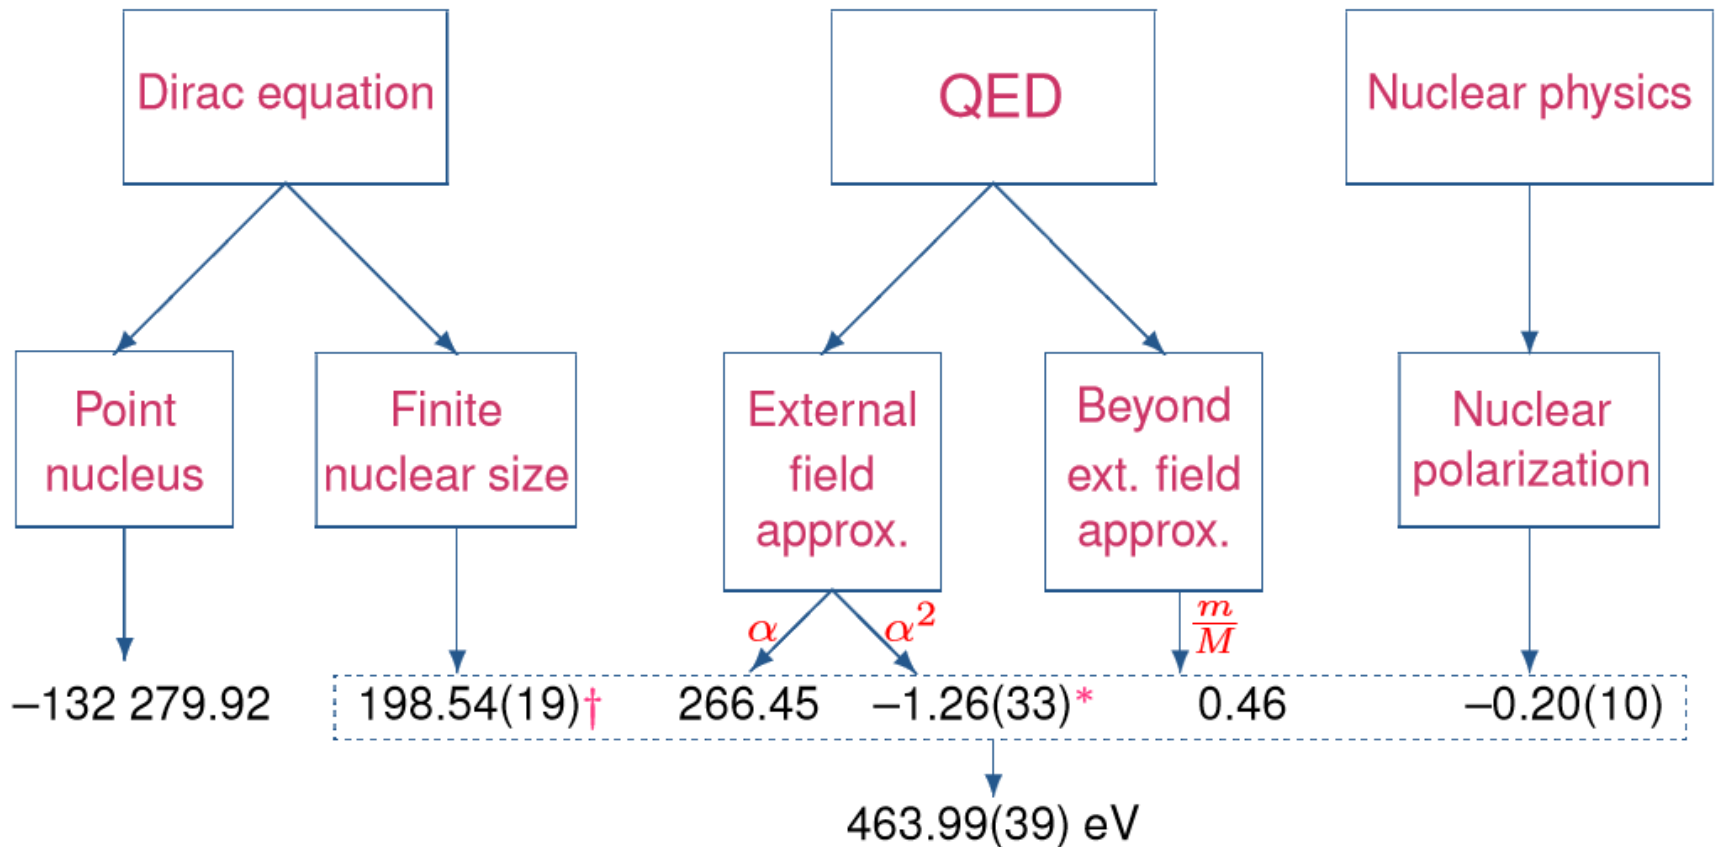 Dirac equation
QED
Nuclear physics
Point
nucleus
Finite
nuclear size
External
field
approx.
Beyond
ext. field
approx.
Nuclear
polarization
α
α²
m/M
–132 279.92
198.54(19)†
266.45
–1.26(33)*
0.46
–0.20(10)
463.99(39) eV